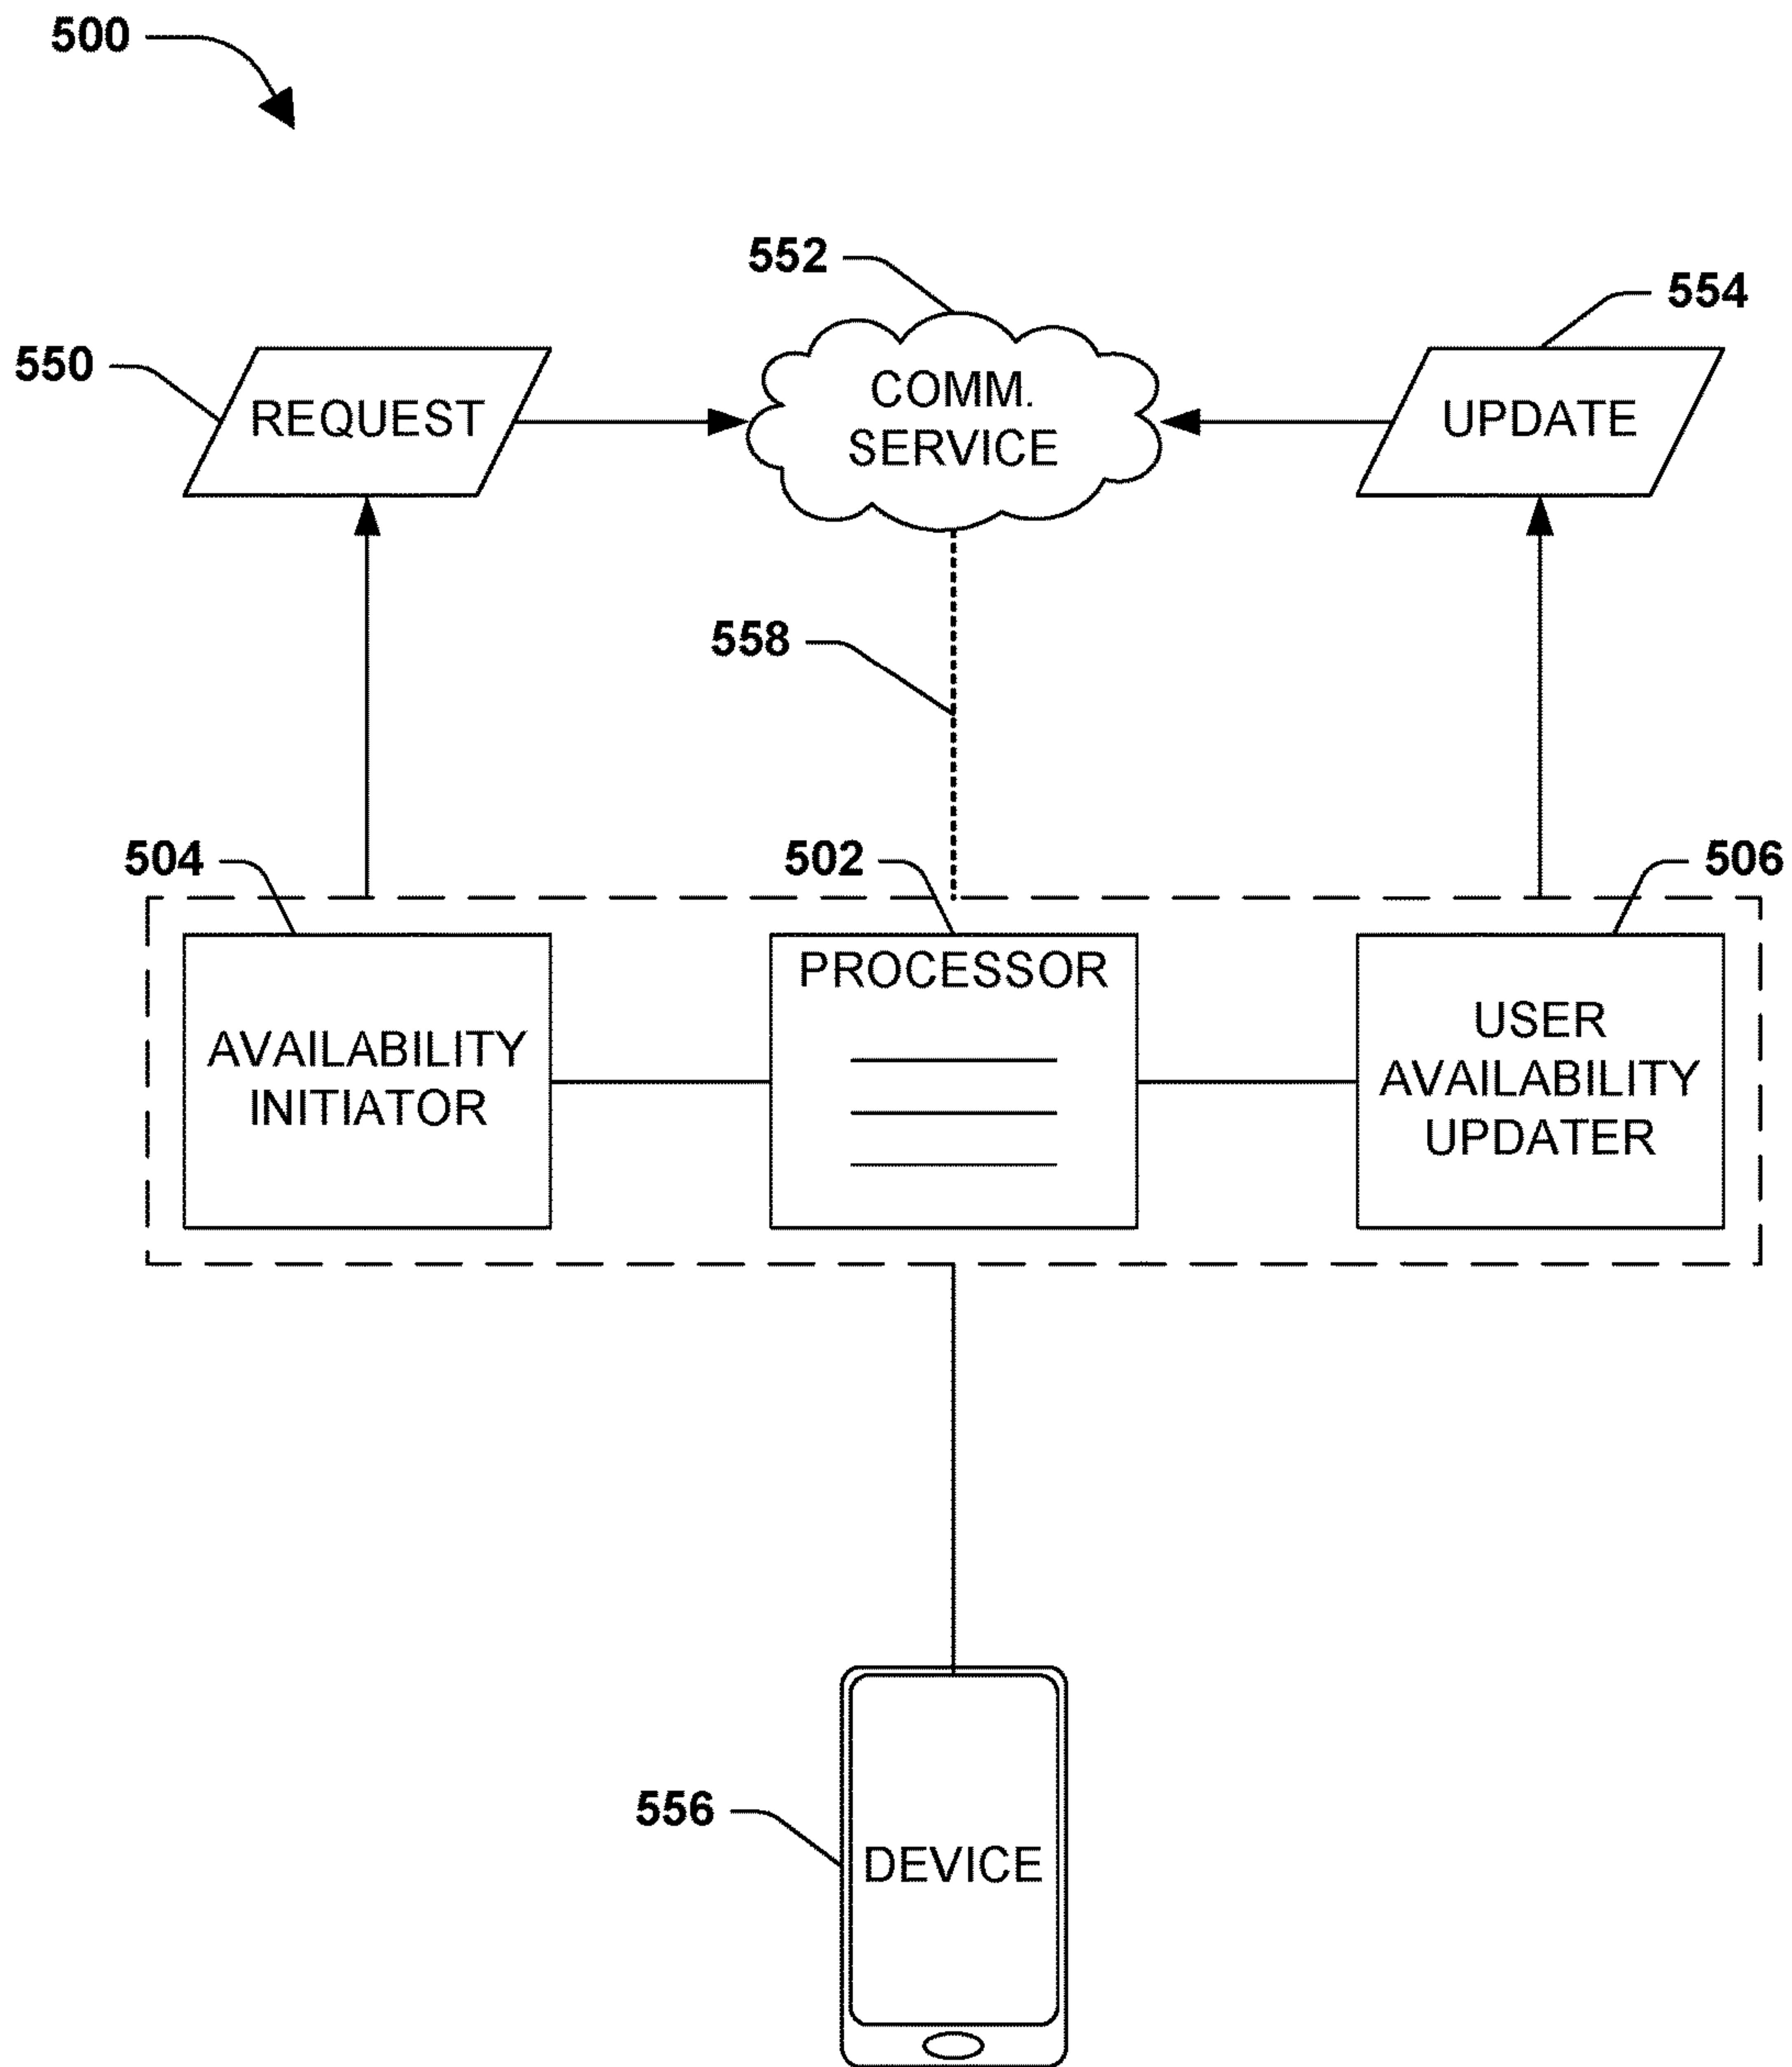 500
552
554
550
REQUEST
COMM.
SERVICE
UPDATE
558
504
502
506
PROCESSOR
AVAILABILITY
INITIATOR
USER
AVAILABILITY
UPDATER
556
DEVICE